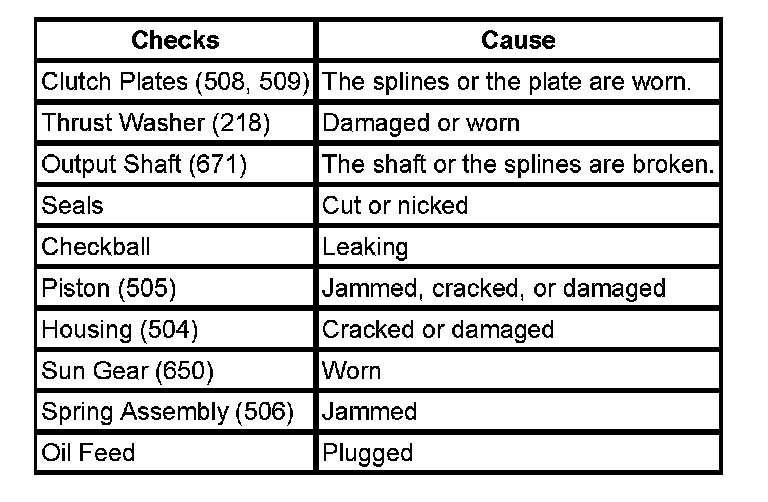 Checks Cause
Clutch Plates (508, 509) The splines or the plate are worn.
Thrust Washer (218) Damaged or worn
Output Shaft (671) The shaft or the splines are broken.
Seals Cut or nicked
Checkball Leaking
Piston (505) Jammed, cracked, or damaged
Housing (504) Cracked or damaged
Sun Gear (650) Worn
Spring Assembly (506) Jammed
Oil Feed Plugged